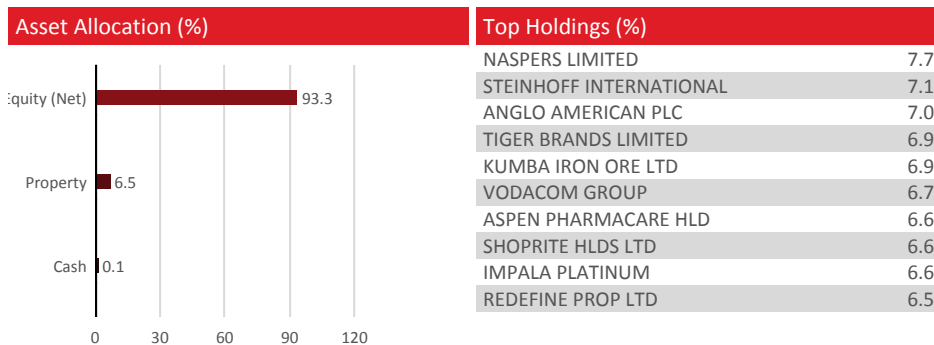 Asset Allocation (%)
Equity (Net)
93.3
Property
6.5
Cash
0.1
0 30 60 90 120
Top Holdings (%)
NASPERS LIMITED 7.7
STEINHOFF INTERNATIONAL 7.1
ANGLO AMERICAN PLC 7.0
TIGER BRANDS LIMITED 6.9
KUMBA IRON ORE LTD 6.9
VODACOM GROUP 6.7
ASPEN PHARMACARE HLD 6.6
SHOPRITE HLDS LTD 6.6
IMPALA PLATINUM 6.6
REDEFINE PROP LTD 6.5